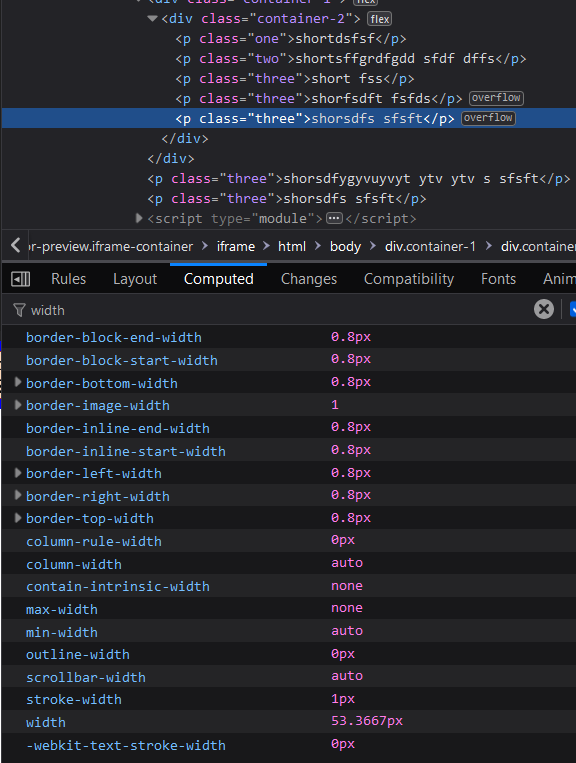 <div class="container-1"> flex
<div class="container-2"> flex
<p class="one">shortdsfsf</p>
<p class="two">shortsffgrdfgdd sfdf dffs</p>
<p class="three">short fss</p>
<p class="three">shorfsdft fsfds</p> overflow
<p class="three">shorsdfs sfsft</p> overflow
</div>
</div>
<p class="three">shorsdfygyvuyvyt ytv ytv s sfsft</p>
<p class="three">shorsdfs sfsft</p>
<script type="module"> ⋯ </script>
or-preview.iframe-container > iframe > html > body > div.container-1 > div.container
Rules Layout Computed Changes Compatibility Fonts Anim
width
border-block-end-width 0.8px
border-block-start-width 0.8px
border-bottom-width 0.8px
border-image-width 1
border-inline-end-width 0.8px
border-inline-start-width 0.8px
border-left-width 0.8px
border-right-width 0.8px
border-top-width 0.8px
column-rule-width 0px
column-width auto
contain-intrinsic-width none
max-width none
min-width auto
outline-width 0px
scrollbar-width auto
stroke-width 1px
width 53.3667px
-webkit-text-stroke-width 0px